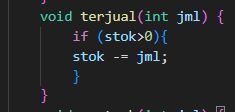 void terjual(int jml) {
if (stok>0){
stok -= jml;
}
}